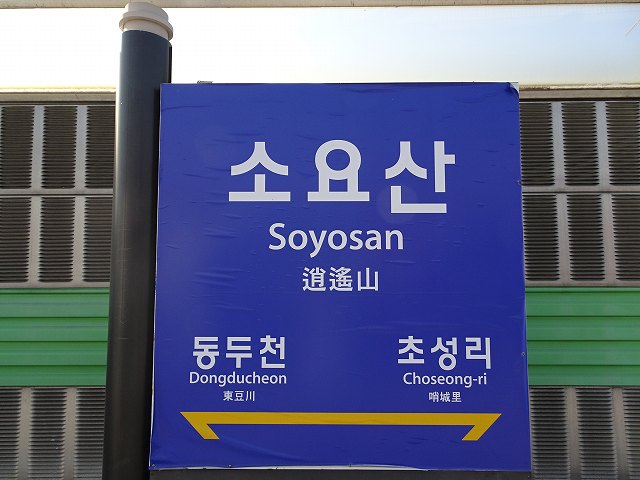 소요산
Soyosan
逍遙山
동두천
Dongducheon
東豆川
초성리
Choseong-ri
哨城里